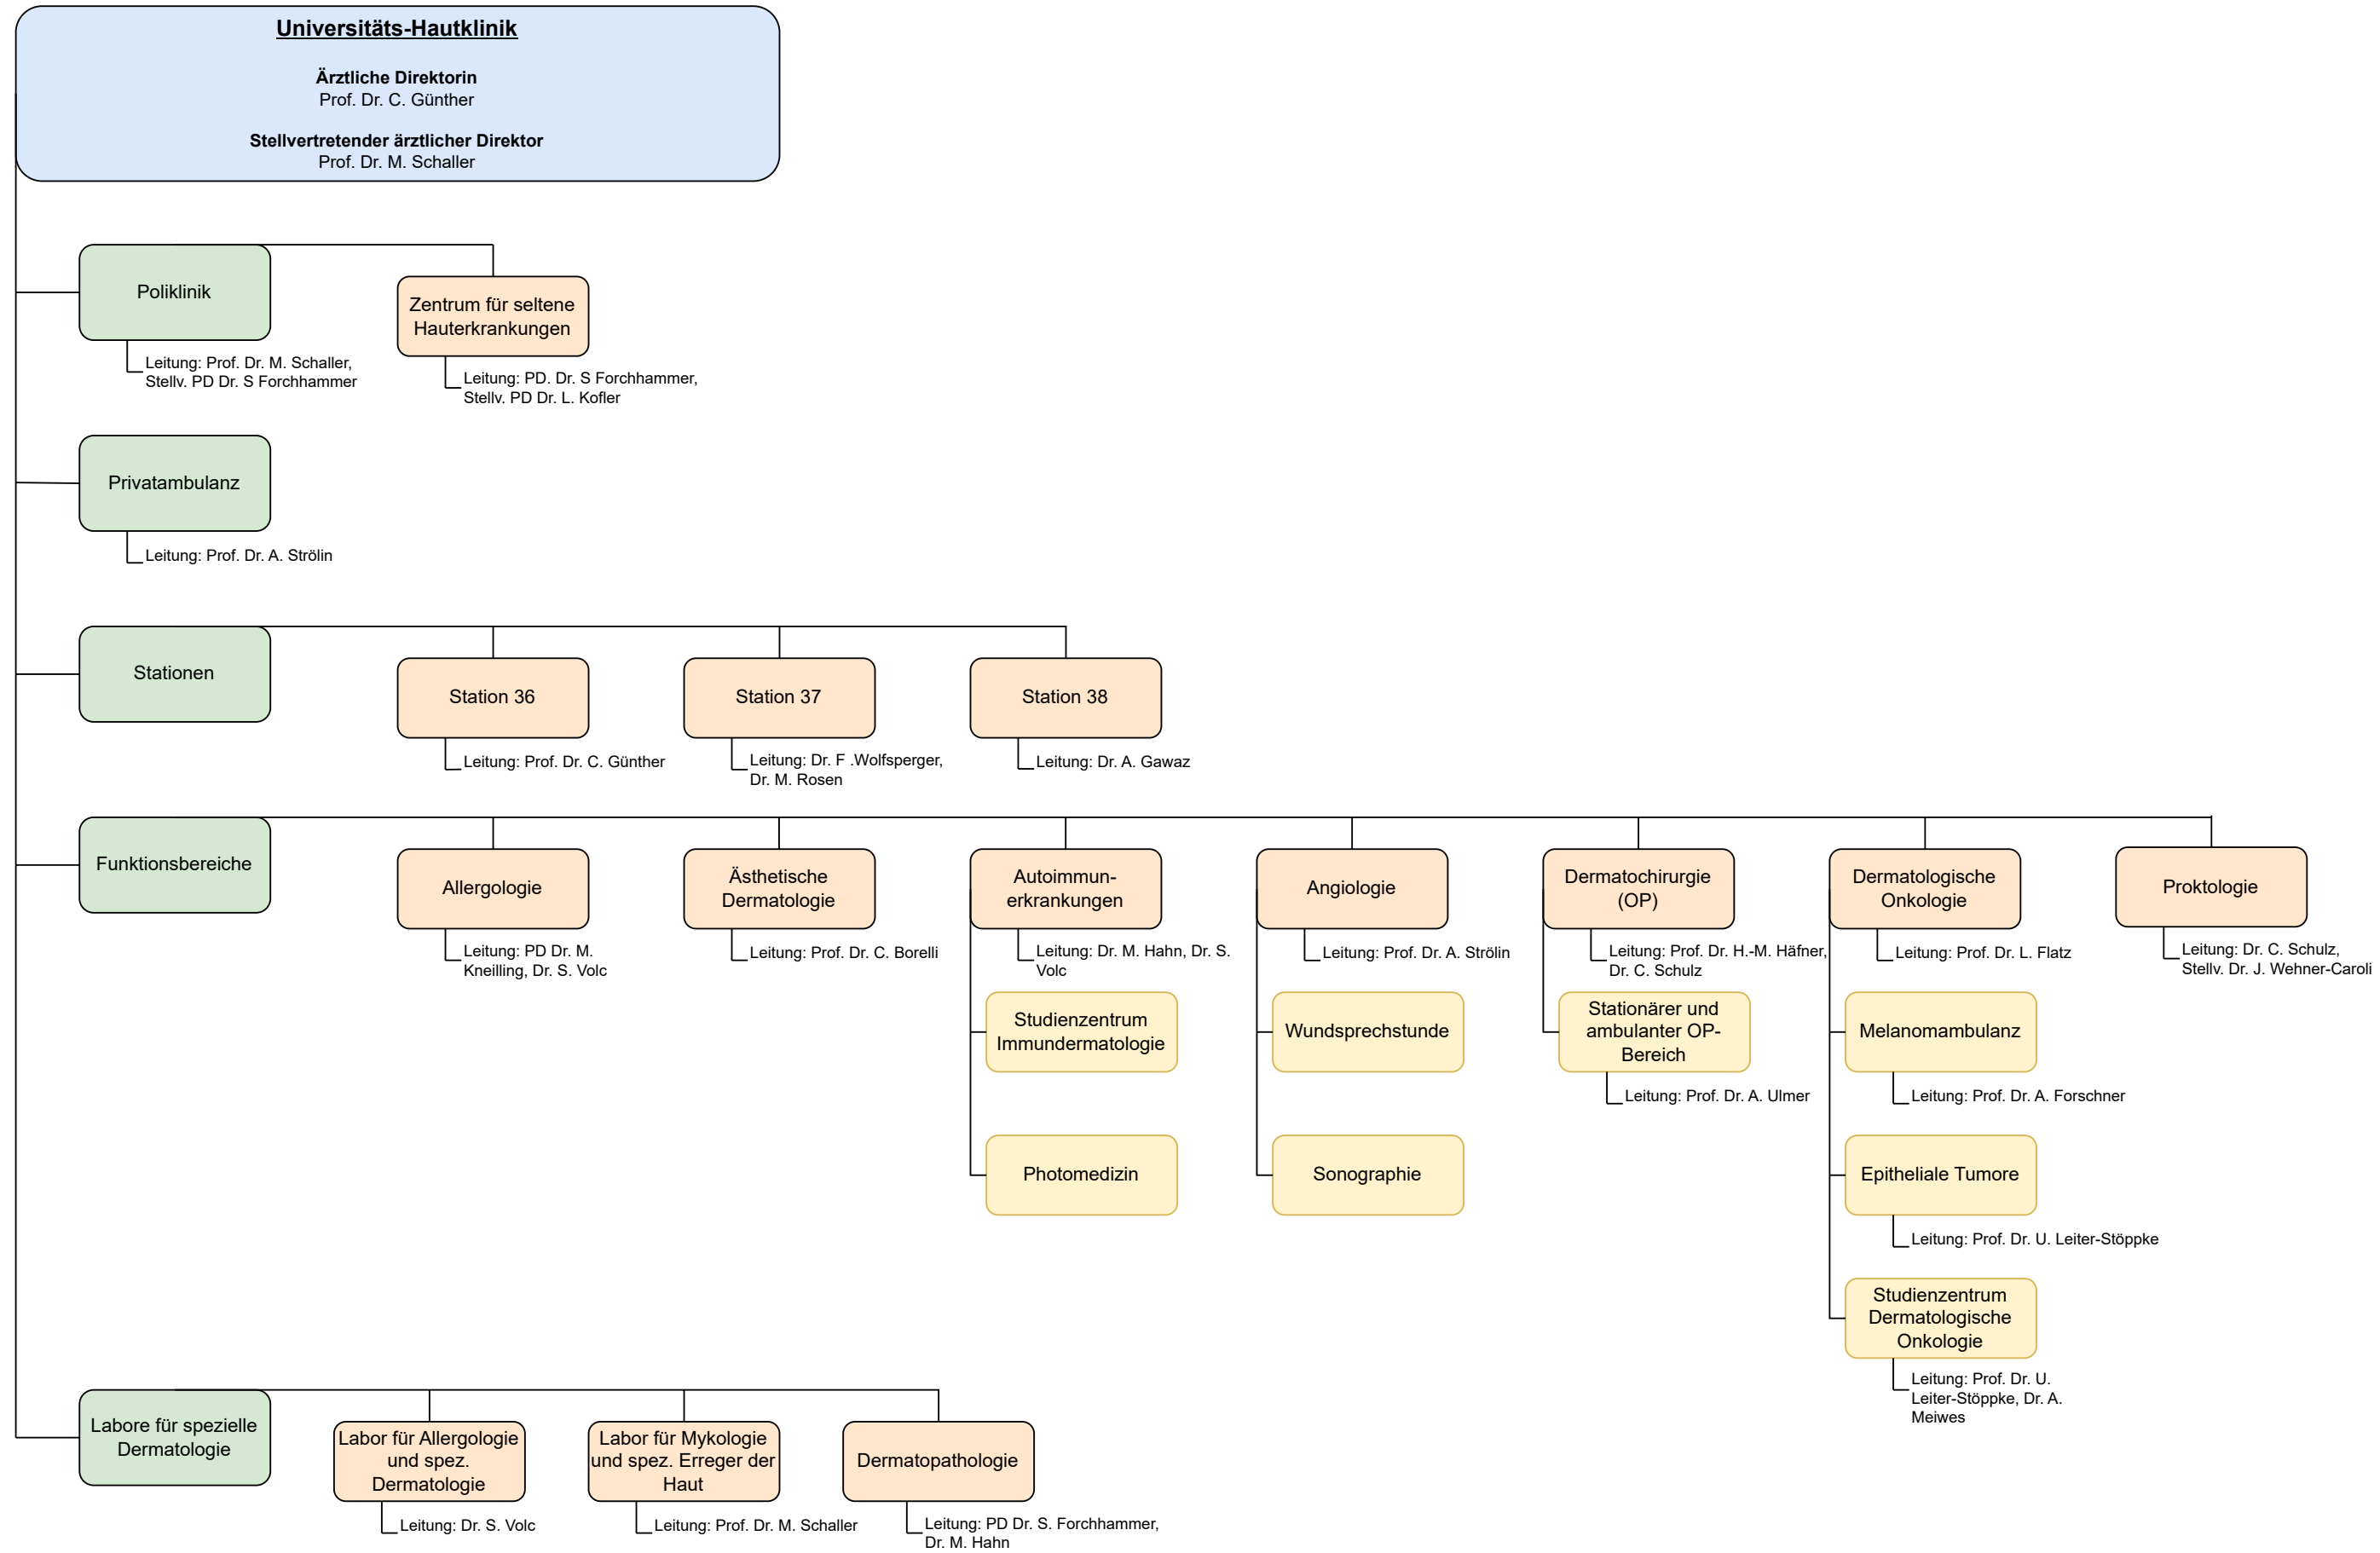 Universitäts-Hautklinik
Ärztliche Direktorin
Prof. Dr. C. Günther
Stellvertretender ärztlicher Direktor
Prof. Dr. M. Schaller
Poliklinik
Leitung: Prof. Dr. M. Schaller,
Stellv. PD Dr. S Forchhammer
Zentrum für seltene
Hauterkrankungen
Leitung: PD. Dr. S Forchhammer,
Stellv. PD Dr. L. Kofler
Privatambulanz
Leitung: Prof. Dr. A. Strölin
Stationen
Station 36
Leitung: Prof. Dr. C. Günther
Station 37
Leitung: Dr. F .Wolfsperger,
Dr. M. Rosen
Station 38
Leitung: Dr. A. Gawaz
Funktionsbereiche
Allergologie
Leitung: PD Dr. M.
Kneilling, Dr. S. Volc
Ästhetische
Dermatologie
Leitung: Prof. Dr. C. Borelli
Autoimmun-
erkrankungen
Leitung: Dr. M. Hahn, Dr. S.
Volc
Studienzentrum
Immundermatologie
Photomedizin
Angiologie
Leitung: Prof. Dr. A. Strölin
Wundsprechstunde
Sonographie
Dermatochirurgie
(OP)
Leitung: Prof. Dr. H.-M. Häfner,
Dr. C. Schulz
Stationärer und
ambulanter OP-
Bereich
Leitung: Prof. Dr. A. Ulmer
Dermatologische
Onkologie
Leitung: Prof. Dr. L. Flatz
Melanomambulanz
Leitung: Prof. Dr. A. Forschner
Epitheliale Tumore
Leitung: Prof. Dr. U. Leiter-Stöppke
Studienzentrum
Dermatologische
Onkologie
Leitung: Prof. Dr. U.
Leiter-Stöppke, Dr. A.
Meiwes
Proktologie
Leitung: Dr. C. Schulz,
Stellv. Dr. J. Wehner-Caroli
Labore für spezielle
Dermatologie
Labor für Allergologie
und spez.
Dermatologie
Leitung: Dr. S. Volc
Labor für Mykologie
und spez. Erreger der
Haut
Leitung: Prof. Dr. M. Schaller
Dermatopathologie
Leitung: PD Dr. S. Forchhammer,
Dr. M. Hahn